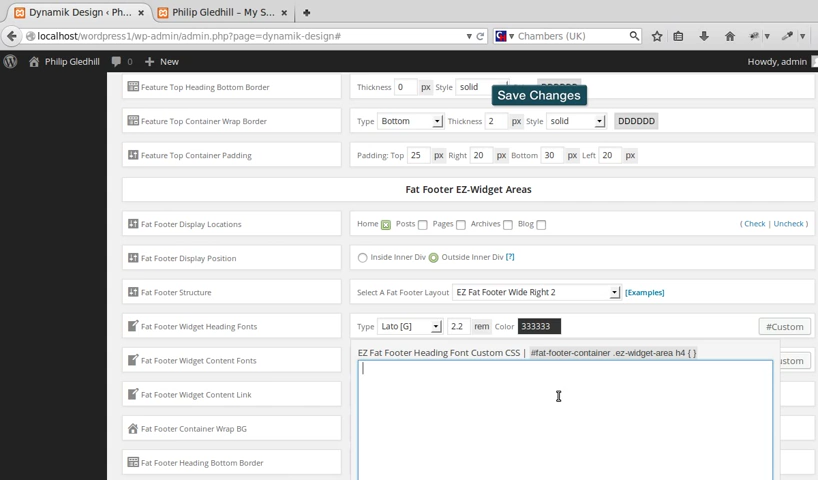 Dynamik Design ‹ Ph...
Philip Gledhill – My S...
localhost/wordpress1/wp-admin/admin.php?page=dynamik-design#
Chambers (UK)
Philip Gledhill 0 New
Howdy, admin
Feature Top Heading Bottom Border
Thickness 0 px Style solid
Save Changes
Feature Top Container Wrap Border
Type Bottom Thickness 2 px Style solid DDDDDD
Feature Top Container Padding
Padding: Top 25 px Right 20 px Bottom 30 px Left 20 px
Fat Footer EZ-Widget Areas
Fat Footer Display Locations
Home Posts Pages Archives Blog ( Check | Uncheck )
Fat Footer Display Position
Inside Inner Div Outside Inner Div [?]
Fat Footer Structure
Select A Fat Footer Layout EZ Fat Footer Wide Right 2 [Examples]
Fat Footer Widget Heading Fonts
Type Lato [G] 2.2 rem Color 333333 #Custom
EZ Fat Footer Heading Font Custom CSS | #fat-footer-container .ez-widget-area h4 { }
Fat Footer Widget Content Fonts
Fat Footer Widget Content Link
Fat Footer Container Wrap BG
Fat Footer Heading Bottom Border